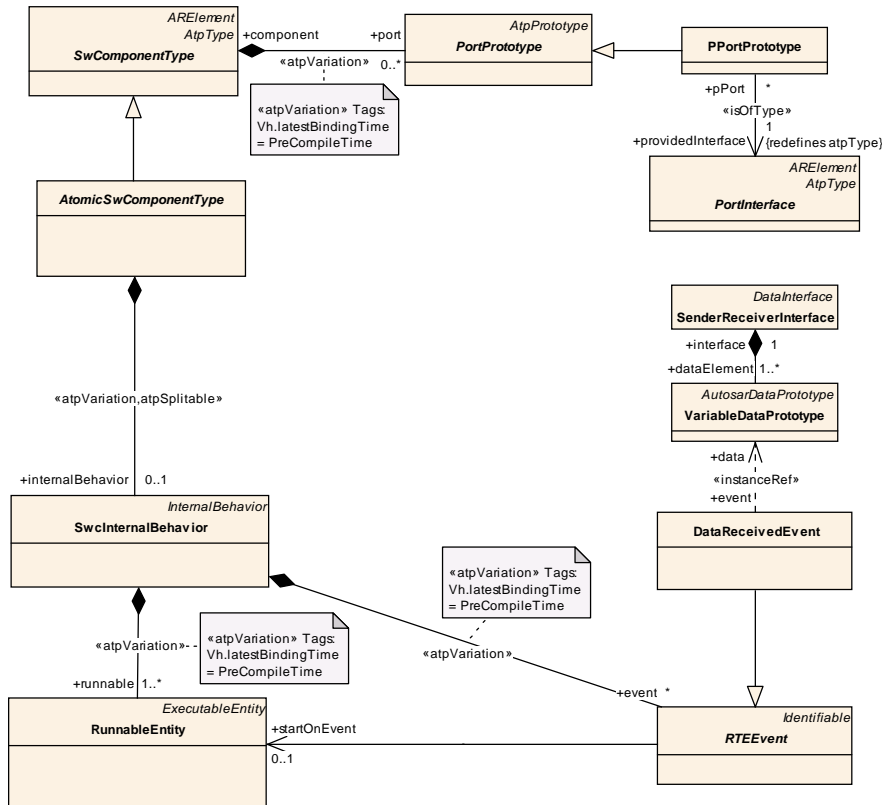 ARElement
AtpType
SwComponentType
+component
+port
«atpVariation»
0..*
AtpPrototype
PortPrototype
PPortPrototype
«atpVariation» Tags:
Vh.latestBindingTime
= PreCompileTime
+pPort
*
«isOfType»
1
+providedInterface
{redefines atpType}
ARElement
AtpType
PortInterface
AtomicSwComponentType
DataInterface
SenderReceiverInterface
+interface
1
+dataElement
1..*
AutosarDataPrototype
VariableDataPrototype
«atpVariation,atpSplitable»
+data
«instanceRef»
+event
+internalBehavior
0..1
InternalBehavior
SwcInternalBehavior
DataReceivedEvent
«atpVariation» Tags:
Vh.latestBindingTime
= PreCompileTime
«atpVariation»
«atpVariation» Tags:
Vh.latestBindingTime
= PreCompileTime
«atpVariation»
+runnable
1..*
+event
*
ExecutableEntity
RunnableEntity
+startOnEvent
0..1
Identifiable
RTEEvent